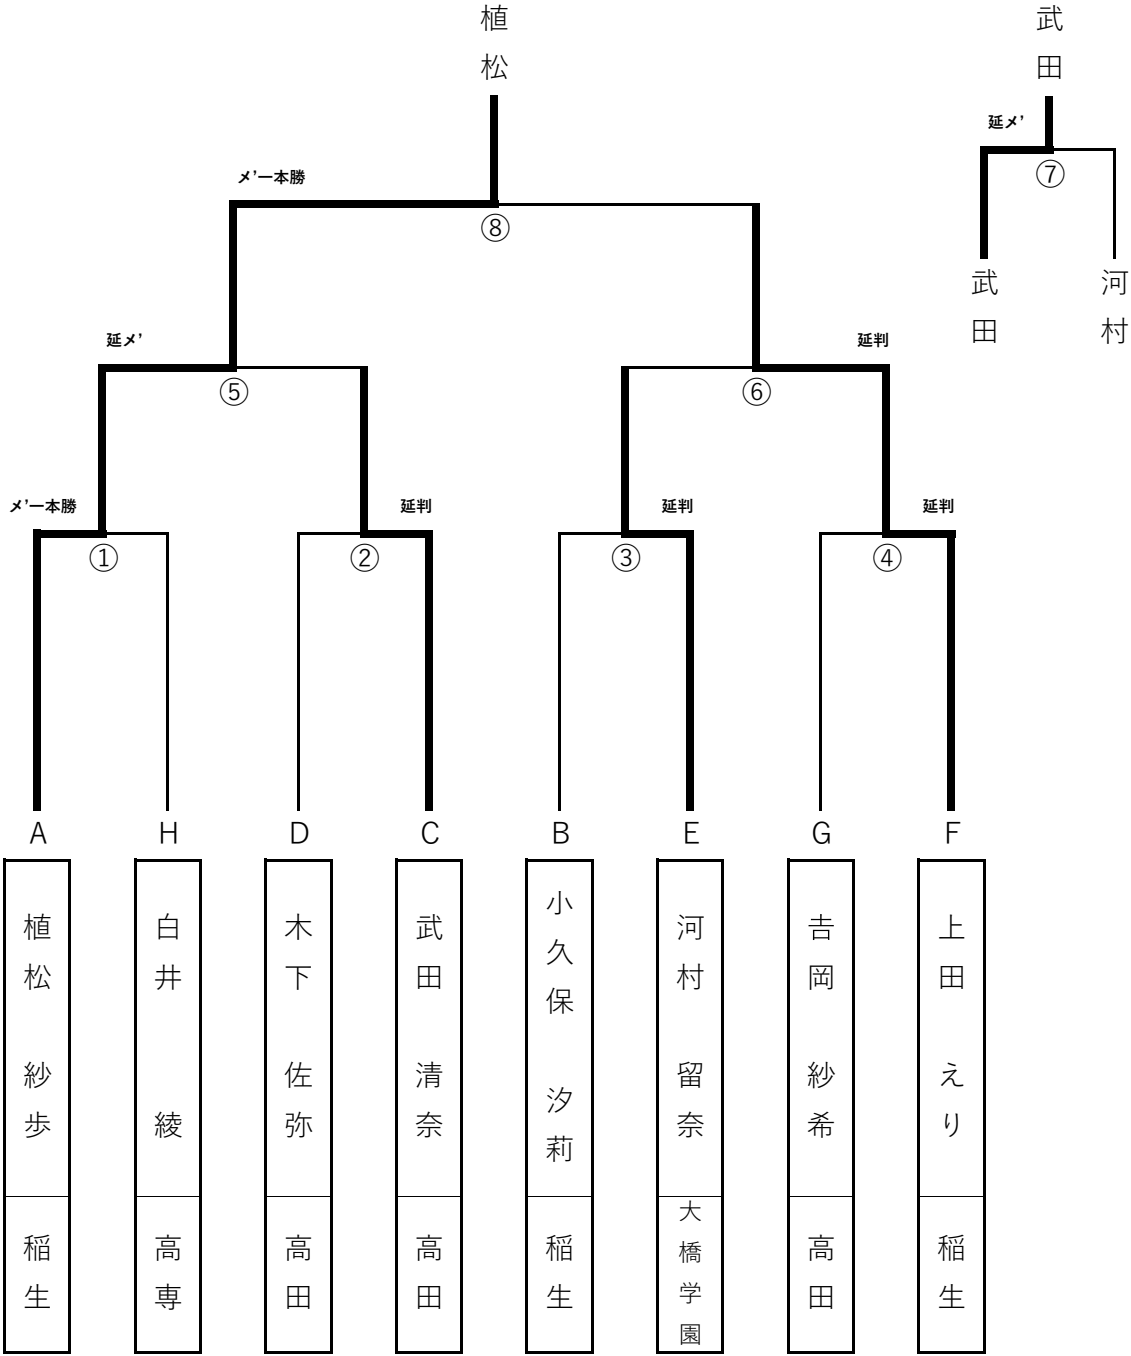 植松
武田
延メ’
メ’一本勝
⑦
⑧
武田
河村
延メ’
延判
⑤
⑥
メ’一本勝
延判
延判
延判
①
②
③
④
A
H
D
C
B
E
G
F
植松 紗歩
白井 綾
木下 佐弥
武田 清奈
小久保 汐莉
河村 留奈
𠮷岡 紗希
上田 えり
稲生
高専
高田
高田
稲生
大橋学園
高田
稲生